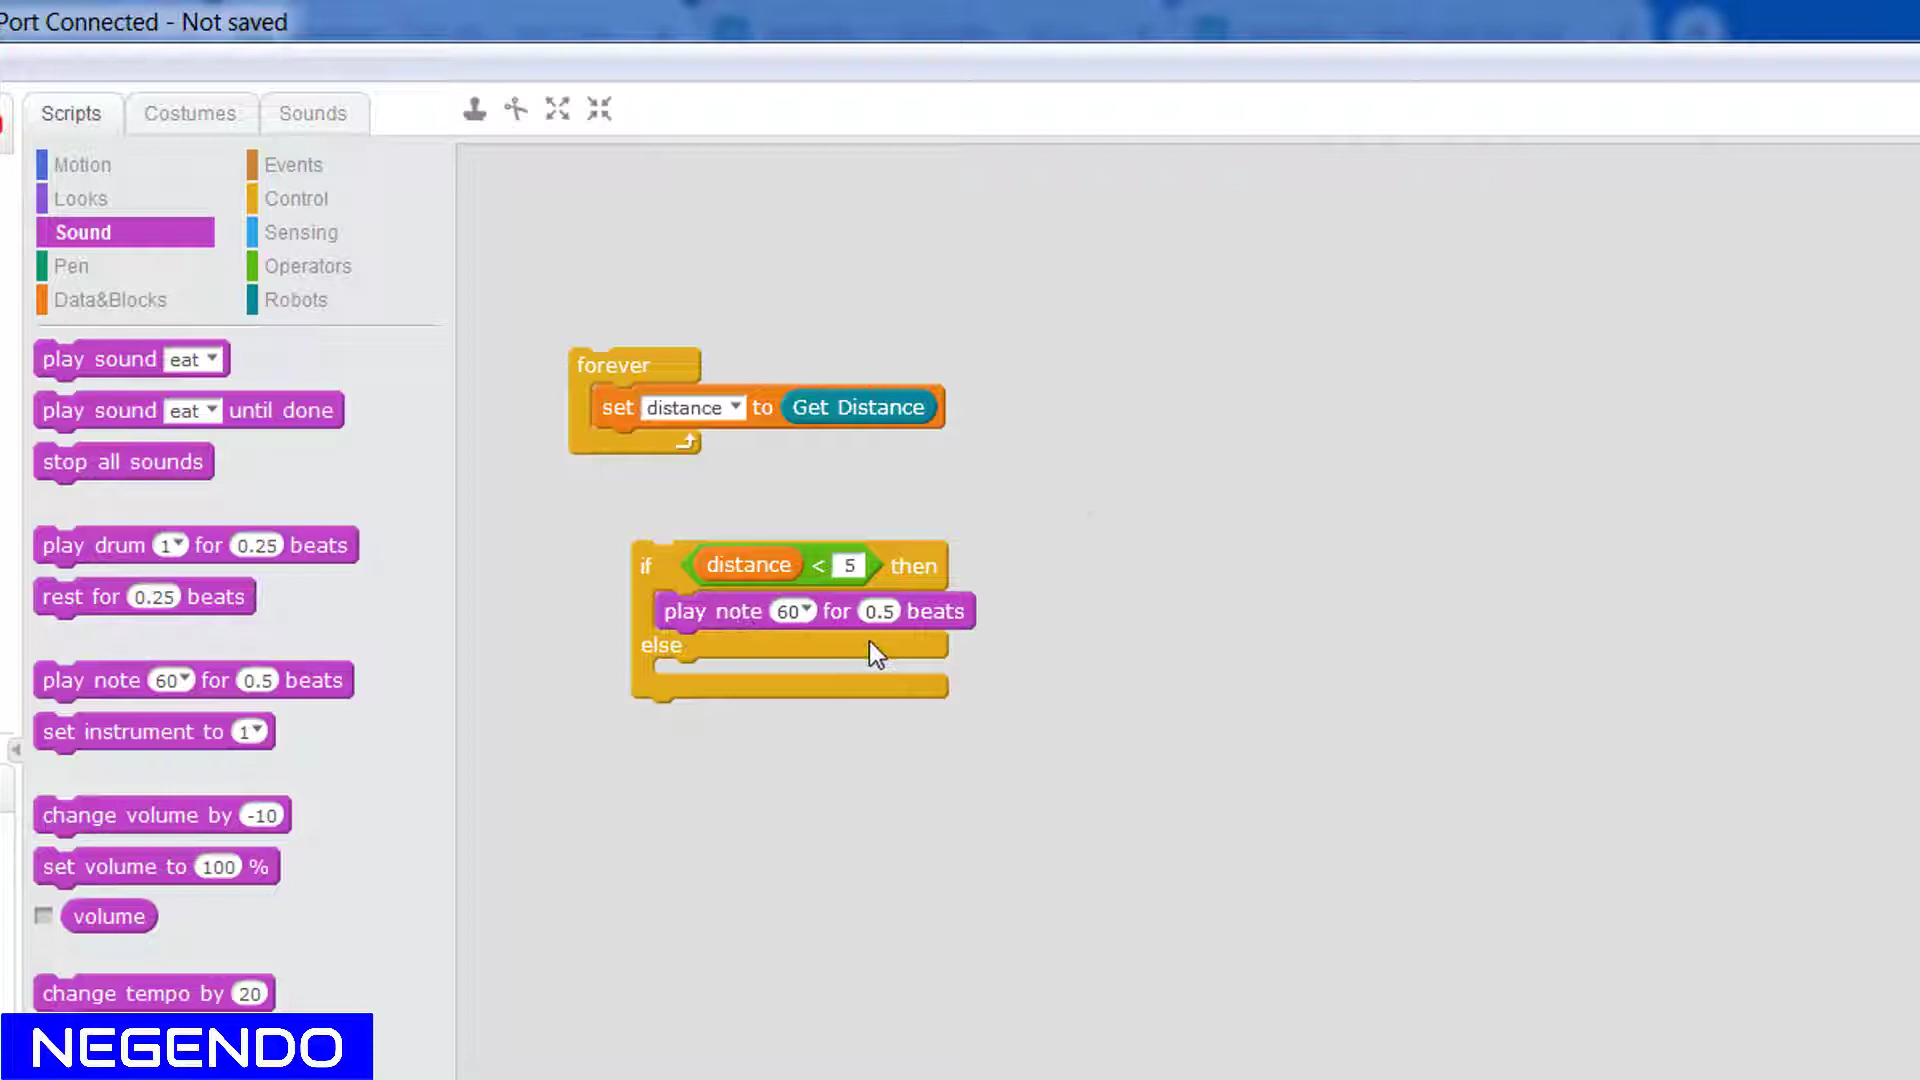 Port Connected - Not saved
Scripts
Costumes
Sounds
Motion
Events
Looks
Control
Sound
Sensing
Pen
Operators
Data&Blocks
Robots
play sound eat
play sound eat until done
stop all sounds
play drum 1 for 0.25 beats
rest for 0.25 beats
play note 60 for 0.5 beats
set instrument to 1
change volume by -10
set volume to 100 %
volume
change tempo by 20
forever
set distance to Get Distance
if distance < 5 then
play note 60 for 0.5 beats
else
NEGENDO